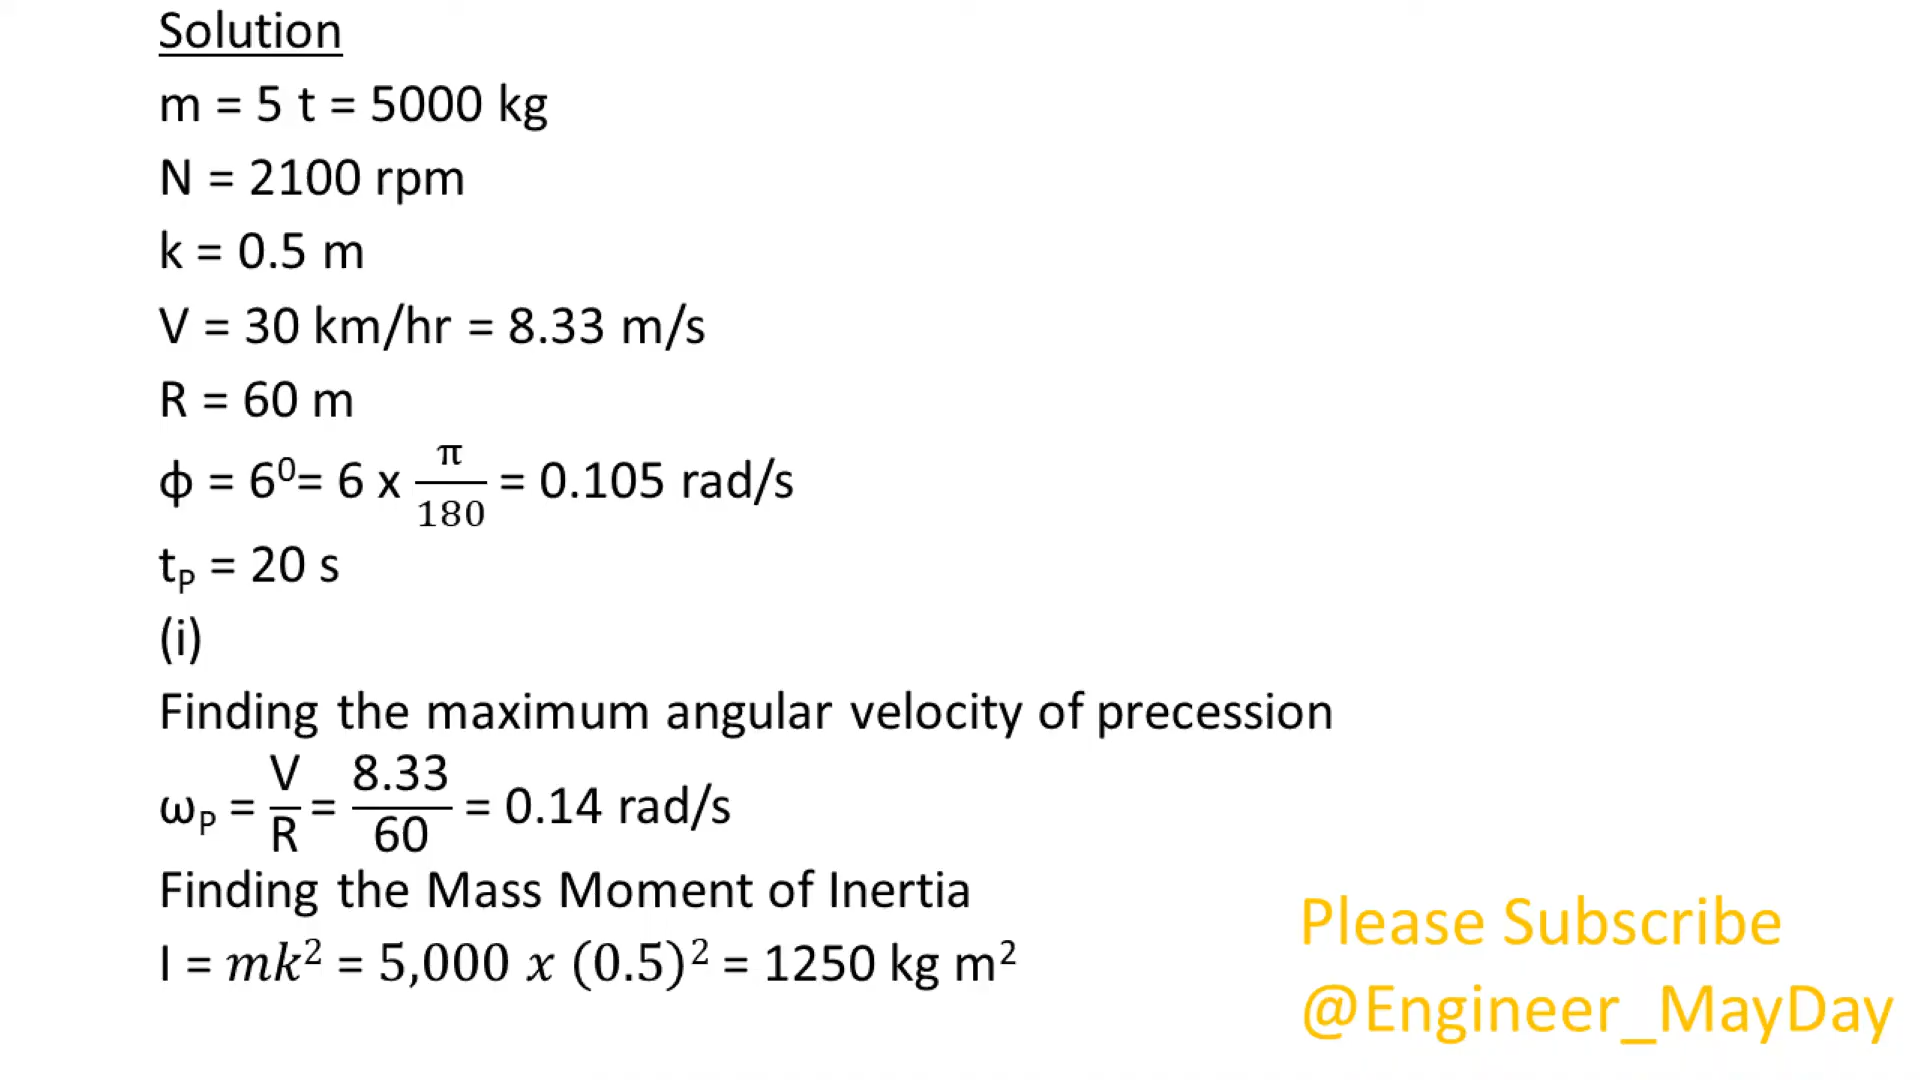 Solution
m = 5 t = 5000 kg
N = 2100 rpm
k = 0.5 m
V = 30 km/hr = 8.33 m/s
R = 60 m
ϕ = 6⁰= 6 x π/180 = 0.105 rad/s
tP = 20 s
(i)
Finding the maximum angular velocity of precession
ωP = V/R = 8.33/60 = 0.14 rad/s
Finding the Mass Moment of Inertia
I = mk² = 5,000 x (0.5)² = 1250 kg m²
Please Subscribe
@Engineer_MayDay